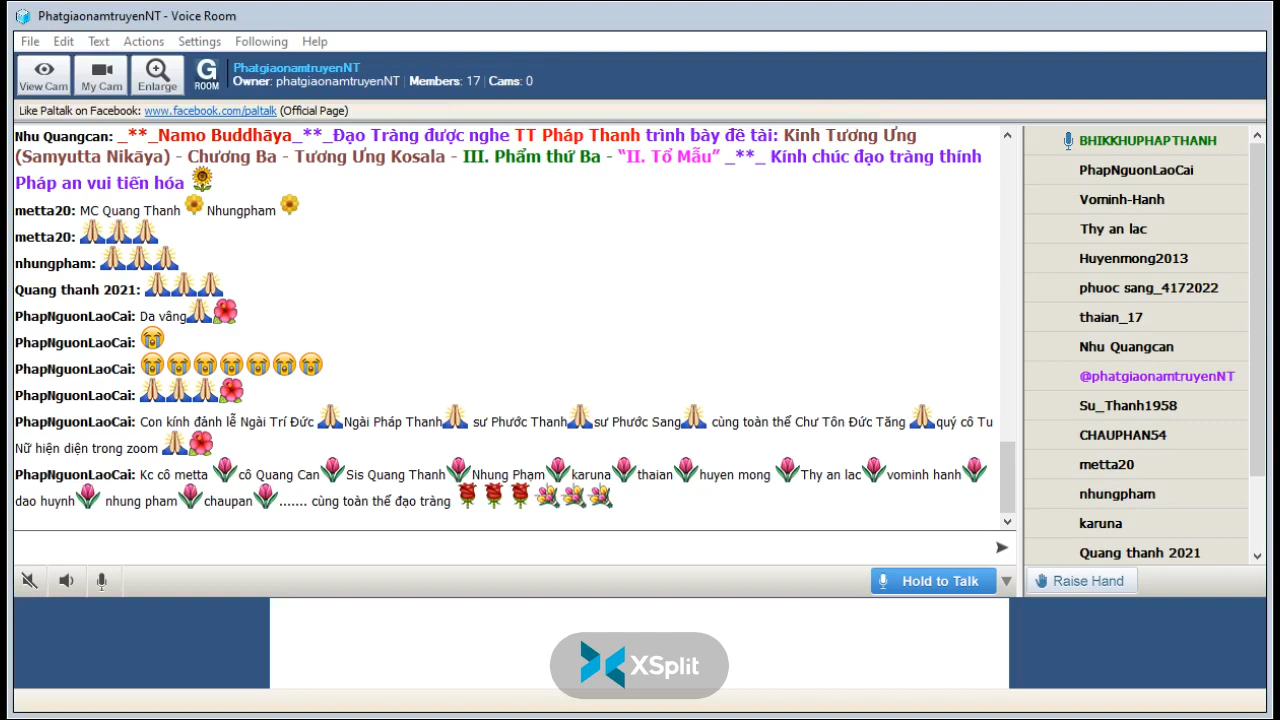 PhatgiaonamtruyenNT - Voice Room
File Edit Text Actions Settings Following Help
View Cam My Cam Enlarge G ROOM
PhatgiaonamtruyenNT
Owner: phatgiaonamtruyenNT | Members: 17 | Cams: 0
Like Paltalk on Facebook: www.facebook.com/paltalk (Official Page)
Nhu Quangcan: _**_Namo Buddhāya_**_Đạo Tràng được nghe TT Pháp Thanh trình bày đề tài: Kinh Tương Ưng
(Samyutta Nikāya) - Chương Ba - Tương Ưng Kosala - III. Phẩm thứ Ba - “II. Tổ Mẫu” _**_ Kính chúc đạo tràng thính
Pháp an vui tiến hóa
metta20: MC Quang Thanh Nhungpham
metta20:
nhungpham:
Quang thanh 2021:
PhapNguonLaoCai: Da vâng
PhapNguonLaoCai:
PhapNguonLaoCai:
PhapNguonLaoCai:
PhapNguonLaoCai: Con kính đảnh lễ Ngài Trí Đức Ngài Pháp Thanh sư Phước Thanh sư Phước Sang cùng toàn thể Chư Tôn Đức Tăng quý cô Tu
Nữ hiện diện trong zoom
PhapNguonLaoCai: Kc cô metta cô Quang Can Sis Quang Thanh Nhung Pham karuna thaian huyen mong Thy an lac vominh hanh
dao huynh nhung pham chaupan ....... cùng toàn thể đạo tràng
BHIKKHUPHAPTHANH
PhapNguonLaoCai
Vominh-Hanh
Thy an lac
Huyenmong2013
phuoc sang_4172022
thaian_17
Nhu Quangcan
@phatgiaonamtruyenNT
Su_Thanh1958
CHAUPHAN54
metta20
nhungpham
karuna
Quang thanh 2021
Hold to Talk
Raise Hand
XSplit